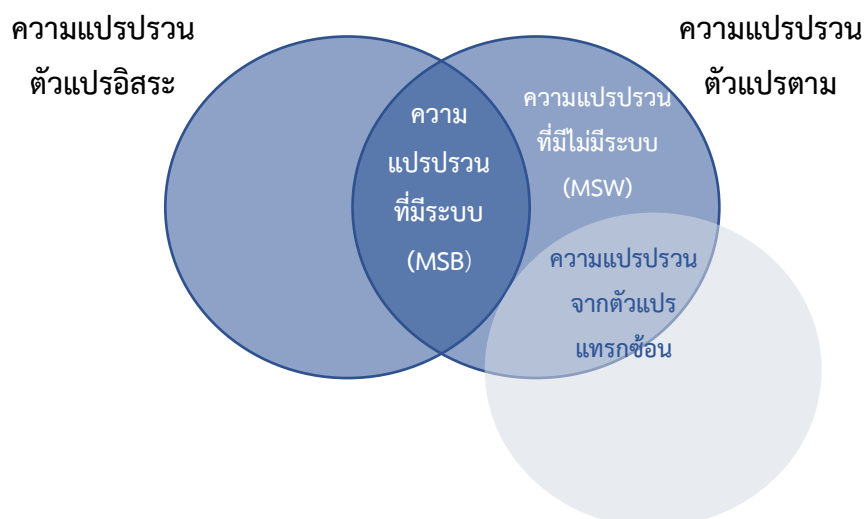 ความแปรปรวน
ตัวแปรอิสระ
ความแปรปรวน
ตัวแปรตาม
ความ
แปรปรวน
ที่มีระบบ
(MSB)
ความแปรปรวน
ที่มีไม่มีระบบ
(MSW)
ความแปรปรวน
จากตัวแปร
แทรกซ้อน